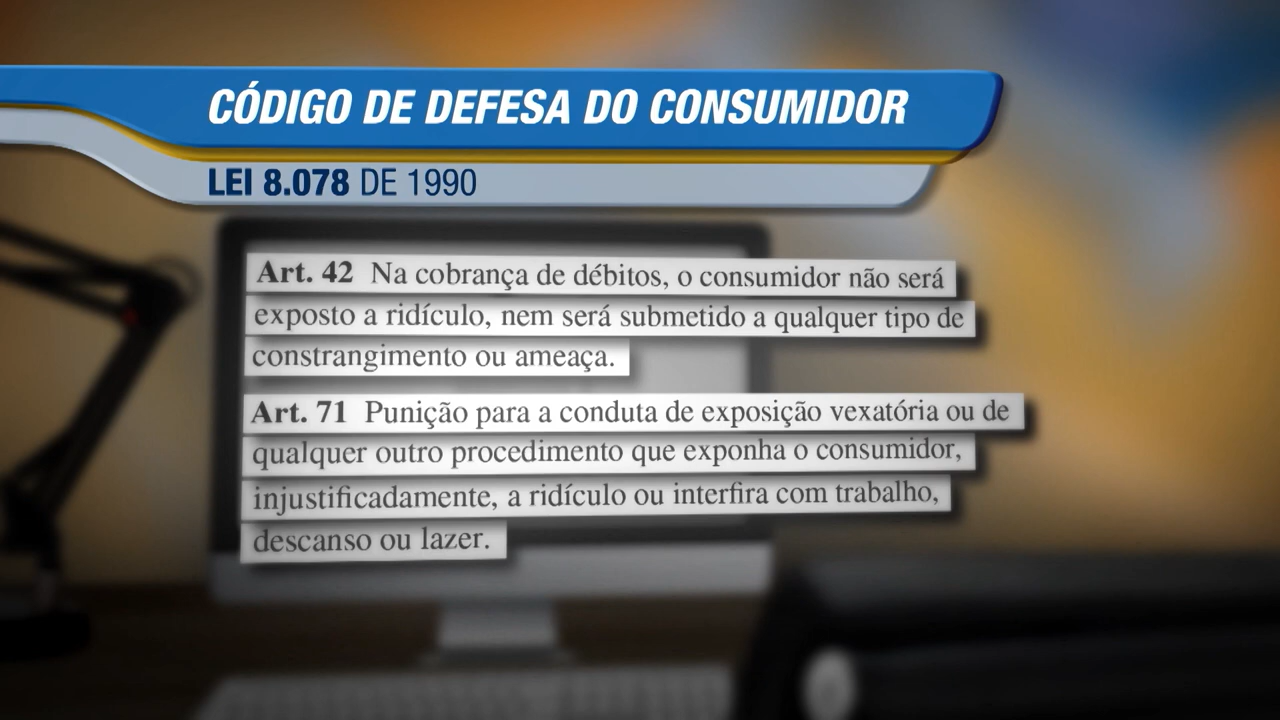 CÓDIGO DE DEFESA DO CONSUMIDOR
LEI 8.078 DE 1990
Art. 42 Na cobrança de débitos, o consumidor não será
exposto a ridículo, nem será submetido a qualquer tipo de
constrangimento ou ameaça.
Art. 71 Punição para a conduta de exposição vexatória ou de
qualquer outro procedimento que exponha o consumidor,
injustificadamente, a ridículo ou interfira com trabalho,
descanso ou lazer.